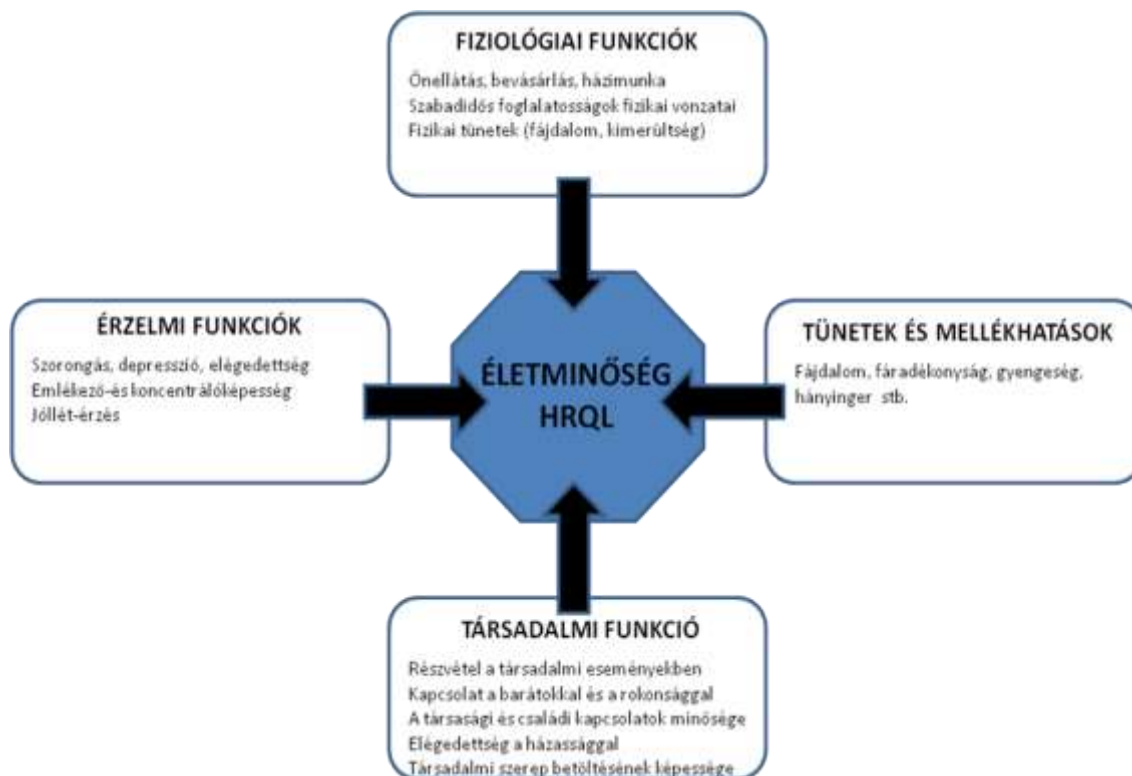 FIZIOLÓGIAI FUNKCIÓK
Önellátás, bevásárlás, házimunka
Szabadidős foglalatosságok fizikai vonzatai
Fizikai tünetek (fájdalom, kimerültség)
ÉRZELMI FUNKCIÓK
Szorongás, depresszió, elégedettség
Emlékező-és koncentrálóképesség
Jóllét-érzés
ÉLETMINŐSÉG
HRQL
TÜNETEK ÉS MELLÉKHATÁSOK
Fájdalom, fáradékonyság, gyengeség,
hányinger stb.
TÁRSADALMI FUNKCIÓ
Részvétel a társadalmi eseményekben
Kapcsolat a barátokkal és a rokonsággal
A társasági és családi kapcsolatok minősége
Elégedettség a házassággal
Társadalmi szerep betöltésének képessége